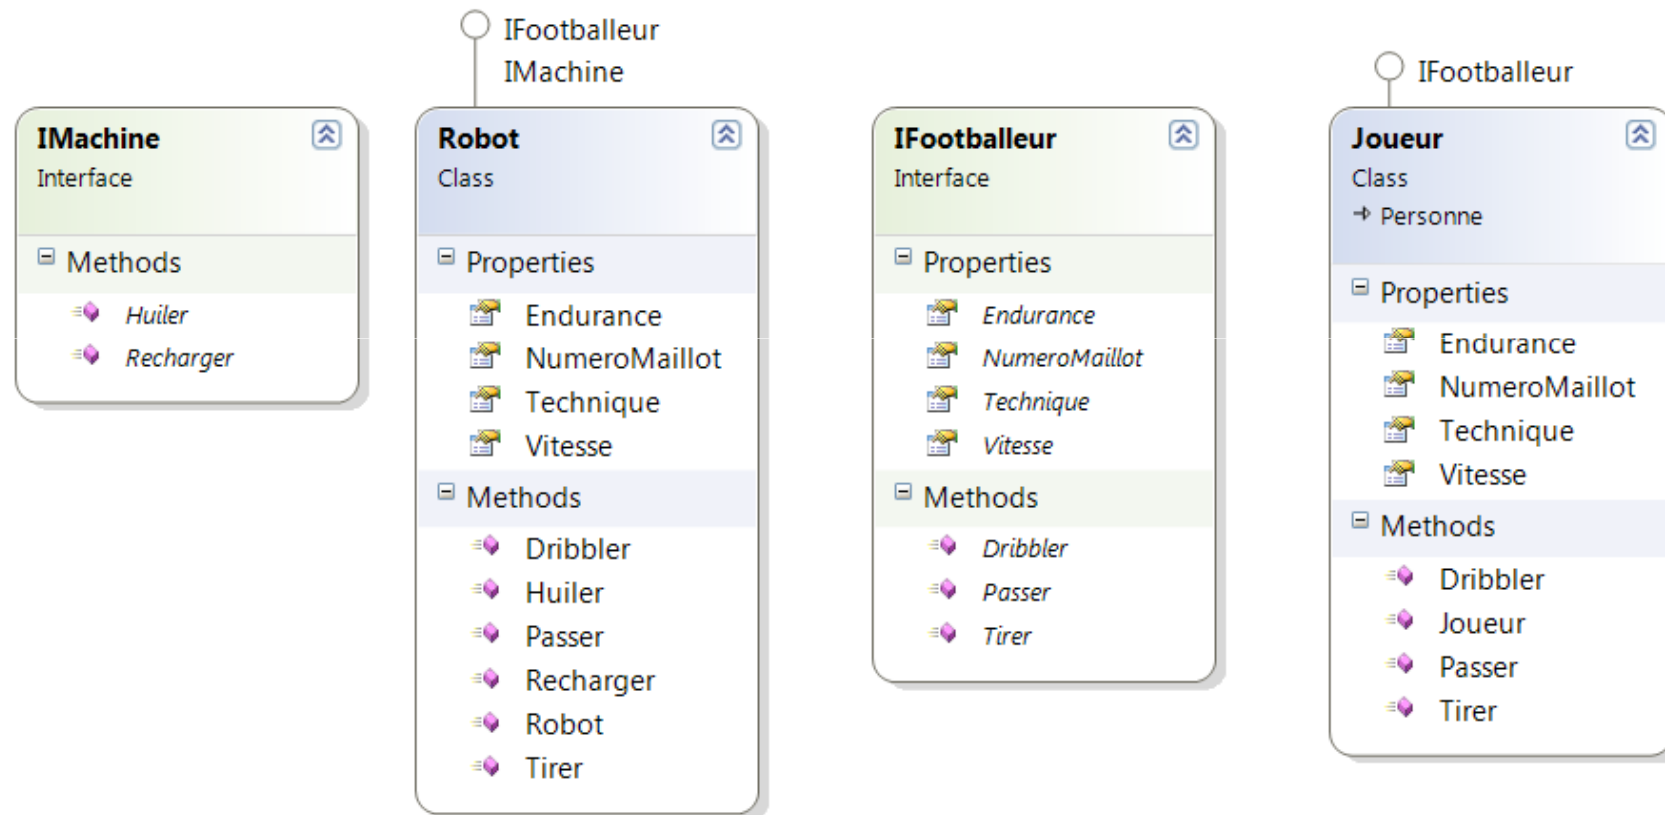 IMachine
Interface
Methods
Huiler
Recharger
IFootballeur
IMachine
Robot
Class
Properties
Endurance
NumeroMaillot
Technique
Vitesse
Methods
Dribbler
Huiler
Passer
Recharger
Robot
Tirer
IFootballeur
Interface
Properties
Endurance
NumeroMaillot
Technique
Vitesse
Methods
Dribbler
Passer
Tirer
IFootballeur
Joueur
Class
Personne
Properties
Endurance
NumeroMaillot
Technique
Vitesse
Methods
Dribbler
Joueur
Passer
Tirer